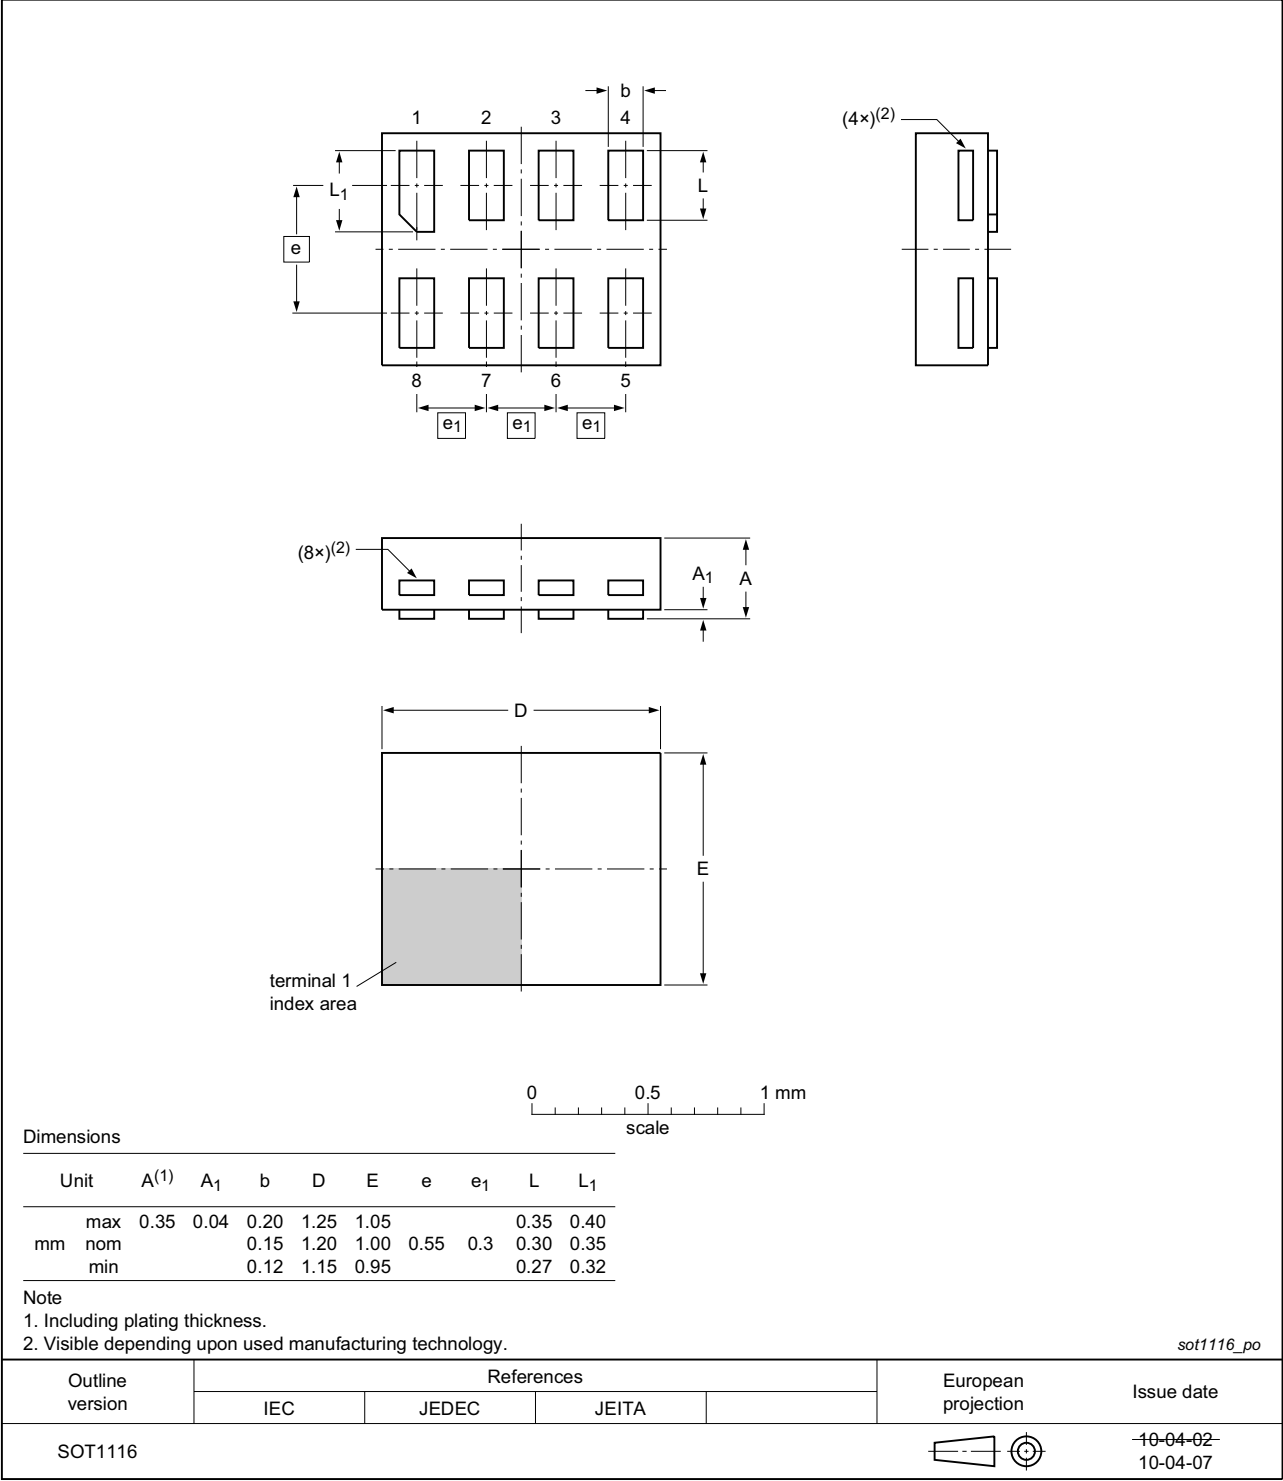 b
1 2 3 4
(4×)(2)
L1
L
e
8 7 6 5
e1 e1 e1
(8×)(2)
A1 A
D
E
terminal 1
index area
0 0.5 1 mm
scale
Dimensions
Unit A(1) A1 b D E e e1 L L1
max 0.35 0.04 0.20 1.25 1.05 0.35 0.40
mm nom 0.15 1.20 1.00 0.55 0.3 0.30 0.35
min 0.12 1.15 0.95 0.27 0.32
Note
1. Including plating thickness.
2. Visible depending upon used manufacturing technology.
sot1116_po
Outline
version
References
IEC JEDEC JEITA
European
projection
Issue date
SOT1116
10-04-02
10-04-07